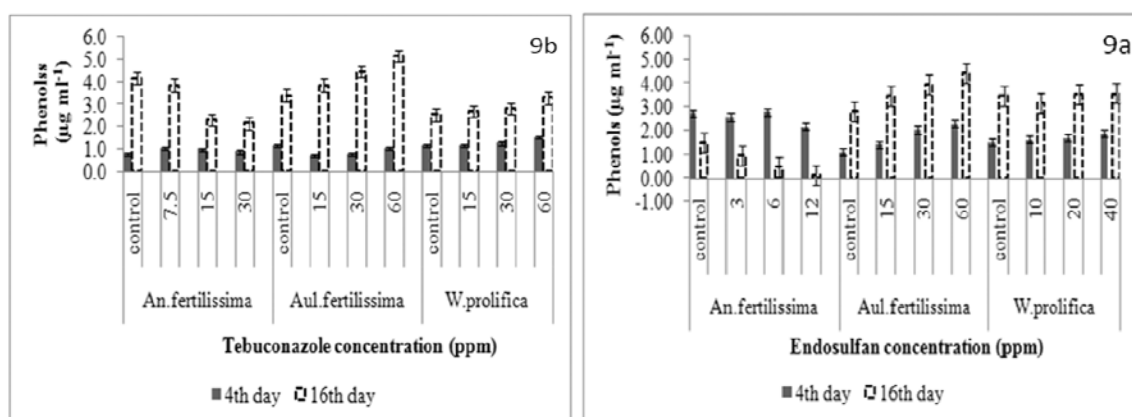 9b
Phenolss
(µg ml⁻¹)
6.0
5.0
4.0
3.0
2.0
1.0
0.0
control
7.5
15
30
control
15
30
60
control
15
30
60
An.fertilissima
Aul.fertilissima
W.prolifica
Tebuconazole concentration (ppm)
4th day
16th day
9a
Phenols (µg ml⁻¹)
6.00
5.00
4.00
3.00
2.00
1.00
0.00
-1.00
control
3
6
12
control
15
30
60
control
10
20
40
An.fertilissima
Aul.fertilissima
W.prolifica
Endosulfan concentration (ppm)
4th day
16th day